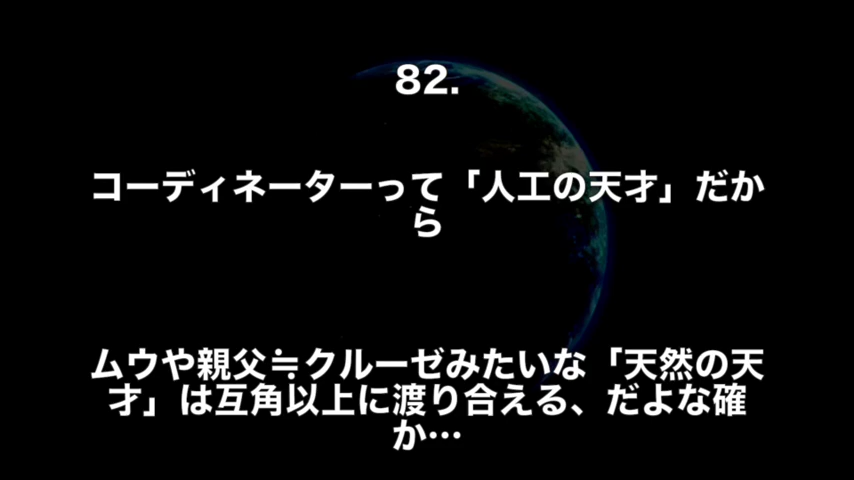 82.
コーディネーターって「人工の天才」だか
ら
ムウや親父≒クルーゼみたいな「天然の天
才」は互角以上に渡り合える、だよな確
か…